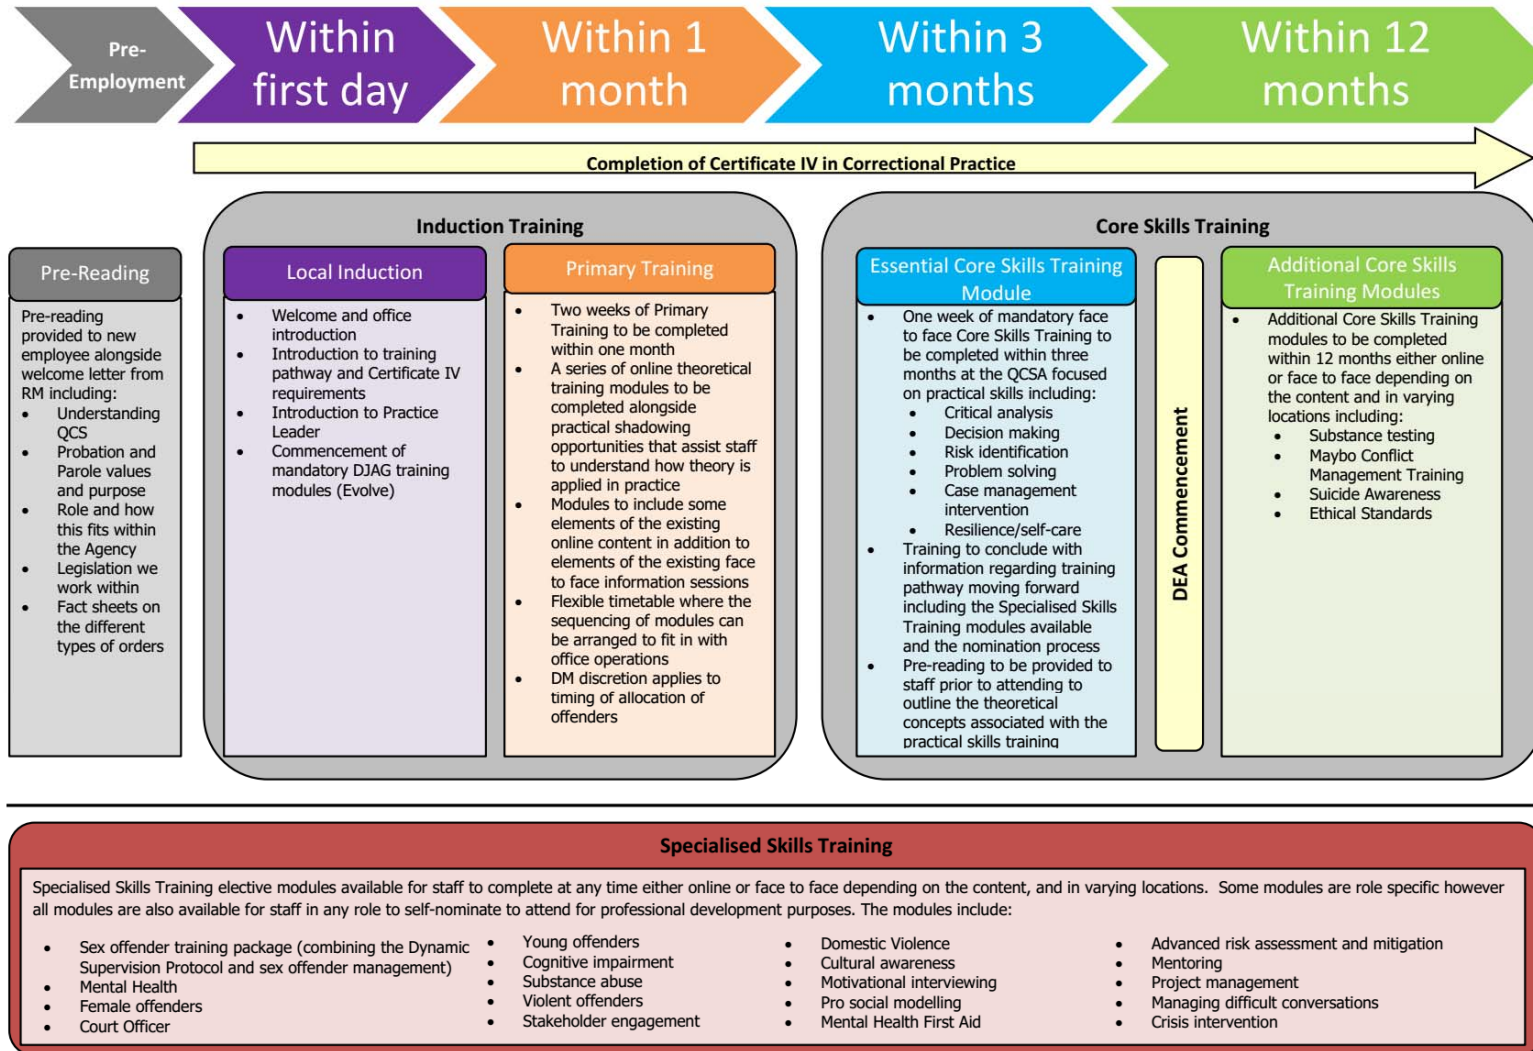 Pre-
Employment
Within
first day
Within 1
month
Within 3
months
Within 12
months
Completion of Certificate IV in Correctional Practice
Pre-Reading
Pre-reading
provided to new
employee alongside
welcome letter from
RM including:
• Understanding
QCS
• Probation and
Parole values
and purpose
• Role and how
this fits within
the Agency
• Legislation we
work within
• Fact sheets on
the different
types of orders
Induction Training
Local Induction
• Welcome and office
introduction
• Introduction to training
pathway and Certificate IV
requirements
• Introduction to Practice
Leader
• Commencement of
mandatory DJAG training
modules (Evolve)
Primary Training
• Two weeks of Primary
Training to be completed
within one month
• A series of online theoretical
training modules to be
completed alongside
practical shadowing
opportunities that assist staff
to understand how theory is
applied in practice
• Modules to include some
elements of the existing
online content in addition to
elements of the existing face
to face information sessions
• Flexible timetable where the
sequencing of modules can
be arranged to fit in with
office operations
• DM discretion applies to
timing of allocation of
offenders
Core Skills Training
Essential Core Skills Training
Module
• One week of mandatory face
to face Core Skills Training to
be completed within three
months at the QCSA focused
on practical skills including:
• Critical analysis
• Decision making
• Risk identification
• Problem solving
• Case management
intervention
• Resilience/self-care
• Training to conclude with
information regarding training
pathway moving forward
including the Specialised Skills
Training modules available
and the nomination process
• Pre-reading to be provided to
staff prior to attending to
outline the theoretical
concepts associated with the
practical skills training
DEA Commencement
Additional Core Skills
Training Modules
• Additional Core Skills Training
modules to be completed
within 12 months either online
or face to face depending on
the content and in varying
locations including:
• Substance testing
• Maybo Conflict
Management Training
• Suicide Awareness
• Ethical Standards
Specialised Skills Training
Specialised Skills Training elective modules available for staff to complete at any time either online or face to face depending on the content, and in varying locations. Some modules are role specific however
all modules are also available for staff in any role to self-nominate to attend for professional development purposes. The modules include:
• Sex offender training package (combining the Dynamic
Supervision Protocol and sex offender management)
• Mental Health
• Female offenders
• Court Officer
• Young offenders
• Cognitive impairment
• Substance abuse
• Violent offenders
• Stakeholder engagement
• Domestic Violence
• Cultural awareness
• Motivational interviewing
• Pro social modelling
• Mental Health First Aid
• Advanced risk assessment and mitigation
• Mentoring
• Project management
• Managing difficult conversations
• Crisis intervention